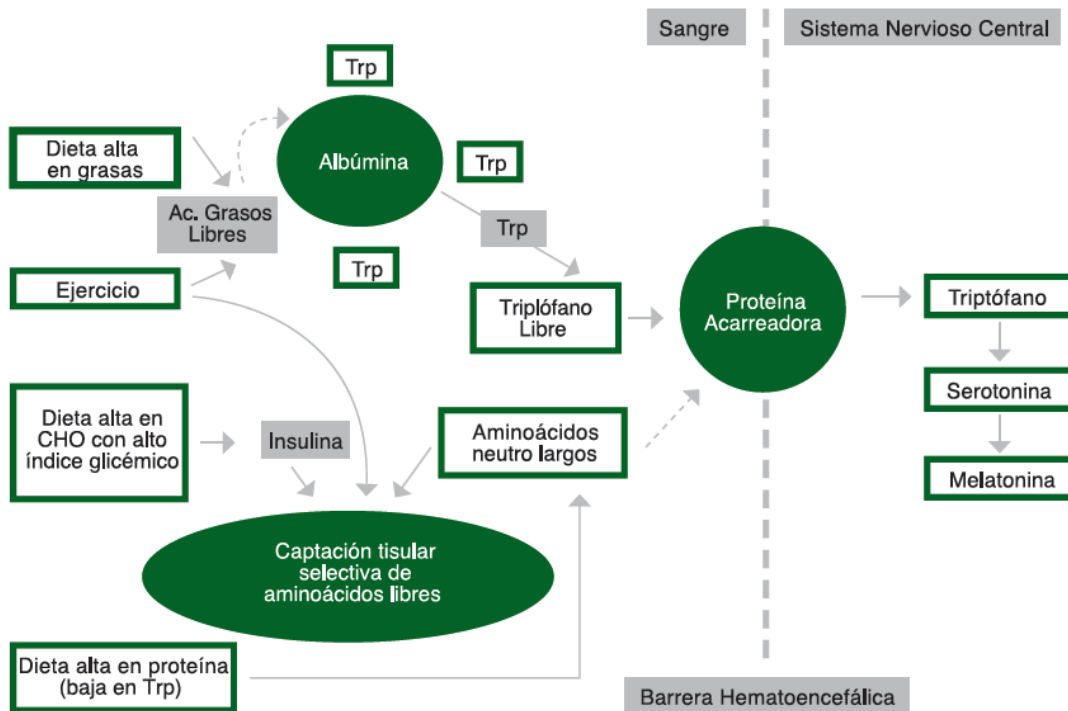 Sangre
Sistema Nervioso Central
Trp
Dieta alta
en grasas
Albúmina
Trp
Ac. Grasos
Libres
Trp
Trp
Ejercicio
Triplófano
Libre
Proteína
Acarreadora
Triptófano
Dieta alta en
CHO con alto
índice glicémico
Insulina
Aminoácidos
neutro largos
Serotonina
Melatonina
Captación tisular
selectiva de
aminoácidos libres
Dieta alta en proteína
(baja en Trp)
Barrera Hematoencefálica